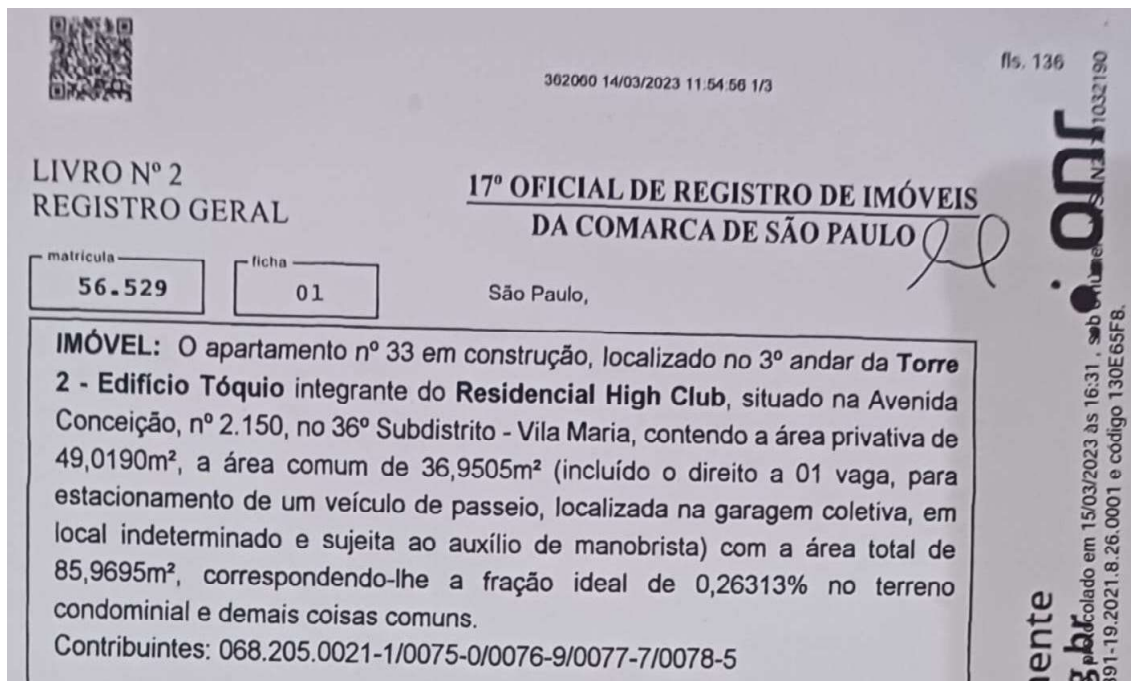 fls. 136
362060 14/03/2023 11:54:56 1/3
LIVRO Nº 2
REGISTRO GERAL
17º OFICIAL DE REGISTRO DE IMÓVEIS
DA COMARCA DE SÃO PAULO
matrícula
56.529
ficha
01
São Paulo,
IMÓVEL: O apartamento nº 33 em construção, localizado no 3º andar da Torre
2 - Edifício Tóquio integrante do Residencial High Club, situado na Avenida
Conceição, nº 2.150, no 36º Subdistrito - Vila Maria, contendo a área privativa de
49,0190m², a área comum de 36,9505m² (incluído o direito a 01 vaga, para
estacionamento de um veículo de passeio, localizada na garagem coletiva, em
local indeterminado e sujeita ao auxílio de manobrista) com a área total de
85,9695m², correspondendo-lhe a fração ideal de 0,26313% no terreno
condominial e demais coisas comuns.
Contribuintes: 068.205.0021-1/0075-0/0076-9/0077-7/0078-5
onr
em 15/03/2023 às 16:31 , sob
391-19.2021.8.26.0001 e código 130E65F8.